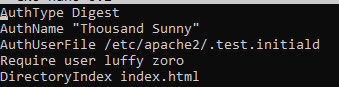 AuthType Digest
AuthName "Thousand Sunny"
AuthUserFile /etc/apache2/.test.initiald
Require user luffy zoro
DirectoryIndex index.html